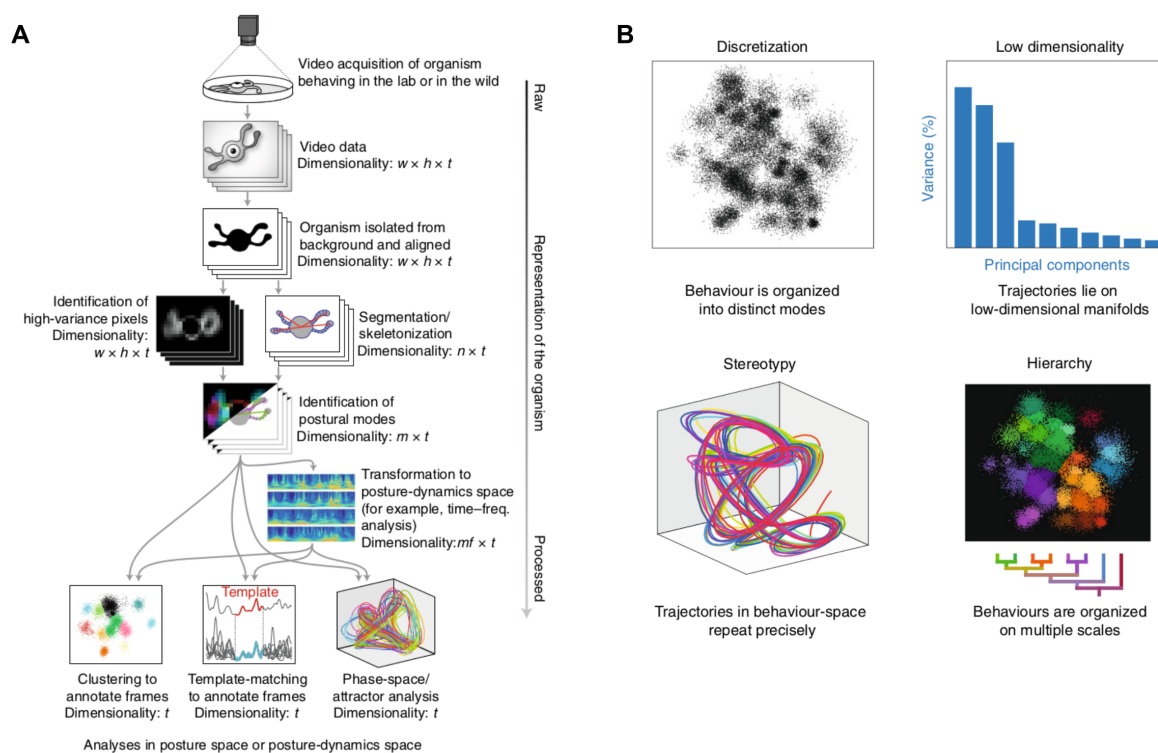 A
Video acquisition of organism
behaving in the lab or in the wild
Video data
Dimensionality: w × h × t
Organism isolated from
background and aligned
Dimensionality: w × h × t
Identification of
high-variance pixels
Dimensionality:
w × h × t
Segmentation/
skeletonization
Dimensionality: n × t
Identification of
postural modes
Dimensionality: m × t
Transformation to
posture-dynamics space
(for example, time–freq.
analysis)
Dimensionality:mf × t
Template
Clustering to
annotate frames
Dimensionality: t
Template-matching
to annotate frames
Dimensionality: t
Phase-space/
attractor analysis
Dimensionality: t
Analyses in posture space or posture-dynamics space
Raw
Representation of the organism
Processed
B
Discretization
Behaviour is organized
into distinct modes
Low dimensionality
Variance (%)
Principal components
Trajectories lie on
low-dimensional manifolds
Stereotypy
Trajectories in behaviour-space
repeat precisely
Hierarchy
Behaviours are organized
on multiple scales